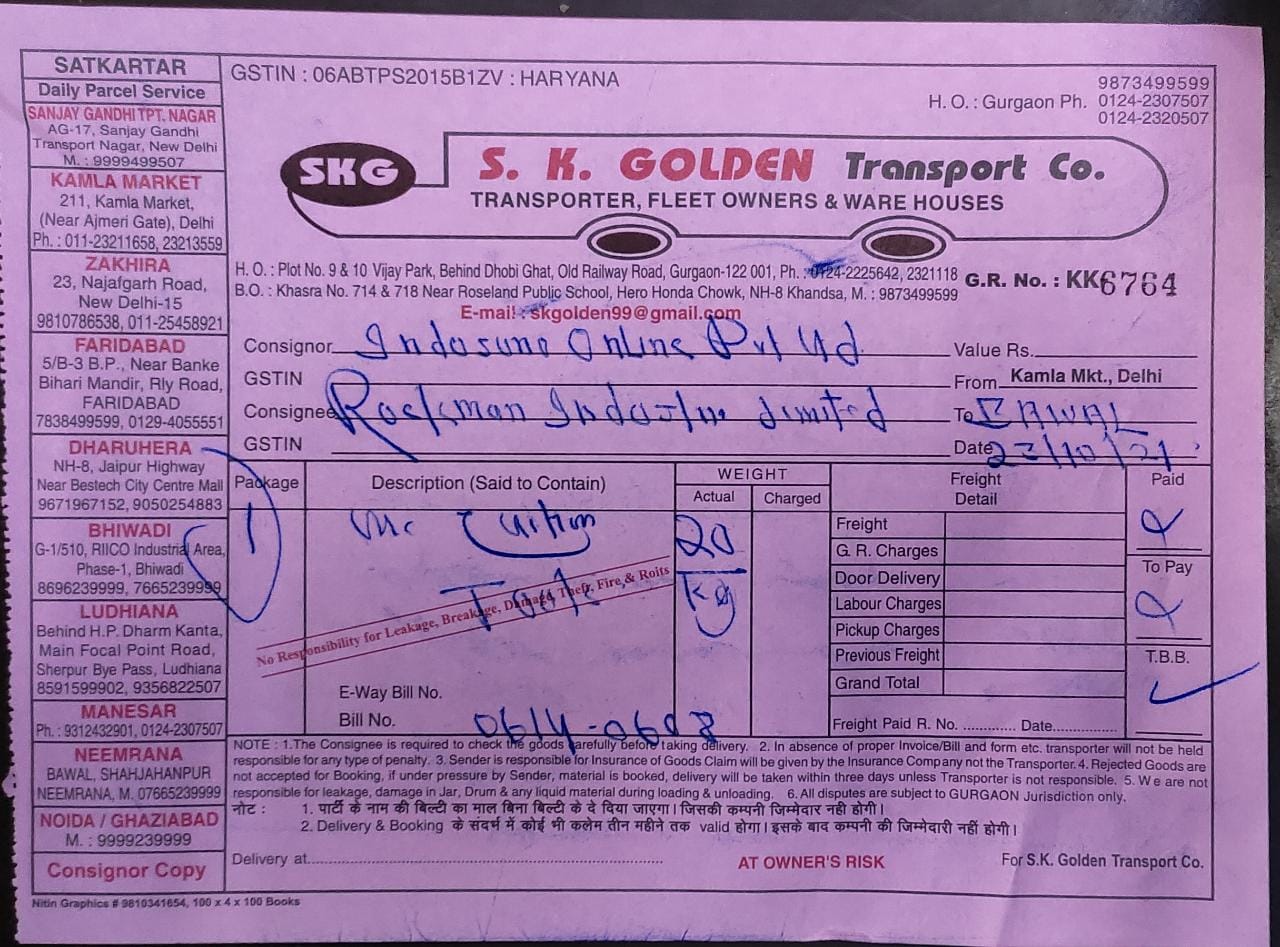 SATKARTAR
Daily Parcel Service
SANJAY GANDHI TPT. NAGAR
AG-17, Sanjay Gandhi
Transport Nagar, New Delhi
M. : 9999499507
KAMLA MARKET
211, Kamla Market,
(Near Ajmeri Gate), Delhi
Ph. : 011-23211658, 23213559
ZAKHIRA
23, Najafgarh Road,
New Delhi-15
9810786538, 011-25458921
FARIDABAD
5/B-3 B.P., Near Banke
Bihari Mandir, Rly Road,
FARIDABAD
7838499599, 0129-4055551
DHARUHERA
NH-8, Jaipur Highway
Near Bestech City Centre Mall
9671967152, 9050254883
BHIWADI
G-1/510, RIICO Industrial Area,
Phase-1, Bhiwadi
8696239999, 7665239999
LUDHIANA
Behind H.P. Dharm Kanta,
Main Focal Point Road,
Sherpur Bye Pass, Ludhiana
8591599902, 9356822507
MANESAR
Ph. : 9312432901, 0124-2307507
NEEMRANA
BAWAL, SHAHJAHANPUR
NEEMRANA, M. 07665239999
NOIDA / GHAZIABAD
M. : 9999239999
Consignor Copy
Nitin Graphics # 9810341654, 100 x 4 x 100 Books
GSTIN : 06ABTPS2015B1ZV : HARYANA
9873499599
H. O. : Gurgaon Ph. 0124-2307507
0124-2320507
SKG S. K. GOLDEN Transport Co.
TRANSPORTER, FLEET OWNERS & WARE HOUSES
H. O. : Plot No. 9 & 10 Vijay Park, Behind Dhobi Ghat, Old Railway Road, Gurgaon-122 001, Ph. : 0124-2225642, 2321118
B.O. : Khasra No. 714 & 718 Near Roseland Public School, Hero Honda Chowk, NH-8 Khandsa, M. : 9873499599
G.R. No. : KK6764
E-mail : skgolden99@gmail.com
Consignor Online Pvt Ltd Value Rs.
GSTIN From Kamla Mkt., Delhi
Consignee Rockman Limited To BAWAL
GSTIN Date 23/10/21
Package Description (Said to Contain) WEIGHT Actual Charged Freight Detail Paid
1 20 Kg
No Responsibility for Leakage, Breakage, Damage, Theft, Fire & Roits
Freight
G. R. Charges
Door Delivery
To Pay
Labour Charges
Pickup Charges
Previous Freight
T.B.B.
Grand Total
E-Way Bill No.
Bill No. 0614-0608
Freight Paid R. No. ............. Date..............
NOTE : 1.The Consignee is required to check the goods carefully before taking delivery. 2. In absence of proper Invoice/Bill and form etc. transporter will not be held
responsible for any type of penalty. 3. Sender is responsible for Insurance of Goods Claim will be given by the Insurance Company not the Transporter. 4. Rejected Goods are
not accepted for Booking, if under pressure by Sender, material is booked, delivery will be taken within three days unless Transporter is not responsible. 5. We are not
responsible for leakage, damage in Jar, Drum & any liquid material during loading & unloading. 6. All disputes are subject to GURGAON Jurisdiction only.
नोट : 1. पार्टी के नाम की बिल्टी का माल बिना बिल्टी के दे दिया जाएगा। जिसकी कम्पनी जिम्मेदार नही होगी।
2. Delivery & Booking के संदर्भ में कोई भी कलेम तीन महीने तक valid होगा। इसके बाद कम्पनी की जिम्मेदारी नहीं होगी।
Delivery at.......................................................
AT OWNER'S RISK
For S.K. Golden Transport Co.